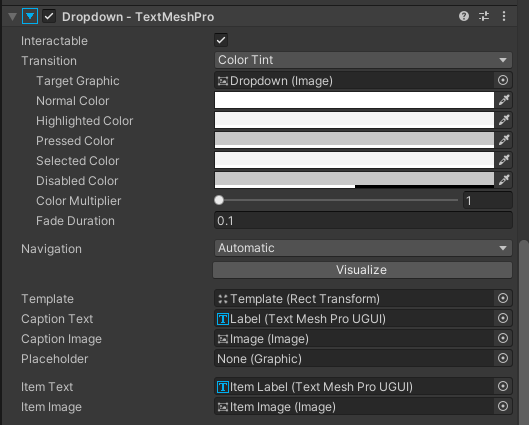 Dropdown - TextMeshPro
Interactable
Transition Color Tint
Target Graphic Dropdown (Image)
Normal Color
Highlighted Color
Pressed Color
Selected Color
Disabled Color
Color Multiplier 1
Fade Duration 0.1
Navigation Automatic
Visualize
Template Template (Rect Transform)
Caption Text Label (Text Mesh Pro UGUI)
Caption Image Image (Image)
Placeholder None (Graphic)
Item Text Item Label (Text Mesh Pro UGUI)
Item Image Item Image (Image)